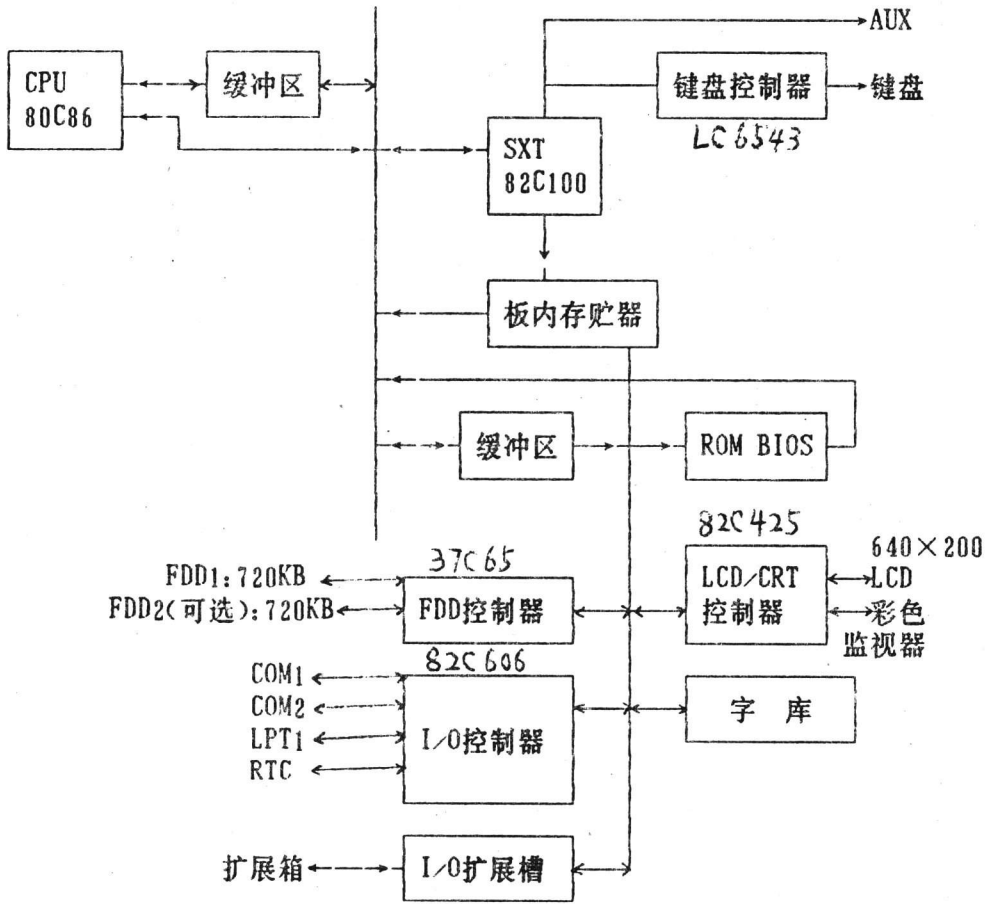 AUX
CPU
80C86
缓冲区
键盘控制器
键盘
LC6543
SXT
82C100
板内存贮器
缓冲区
ROM BIOS
82C425
640×200
LCD
彩色
监视器
LCD/CRT
控制器
37C65
FDD1:720KB
FDD2(可选):720KB
FDD控制器
82C606
COM1
COM2
LPT1
RTC
I/O控制器
字 库
扩展箱
I/O扩展槽